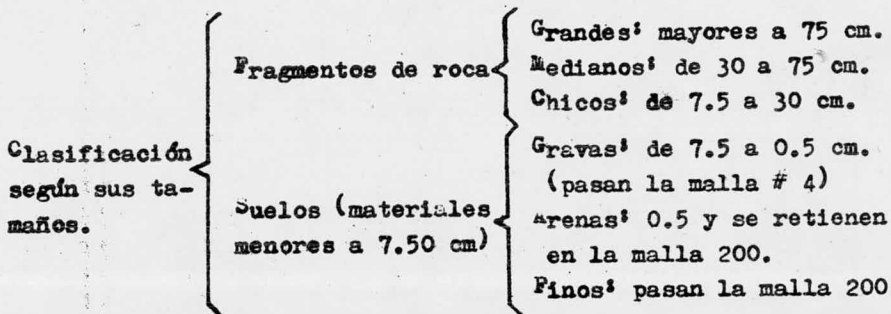 Clasificación
según sus ta-
maños.
Fragmentos de roca
Grandes: mayores a 75 cm.
Medianos: de 30 a 75 cm.
Chicos: de 7.5 a 30 cm.
Suelos (materiales
menores a 7.50 cm)
Gravas: de 7.5 a 0.5 cm.
(pasan la malla # 4)
Arenas: 0.5 y se retienen
en la malla 200.
Finos: pasan la malla 200